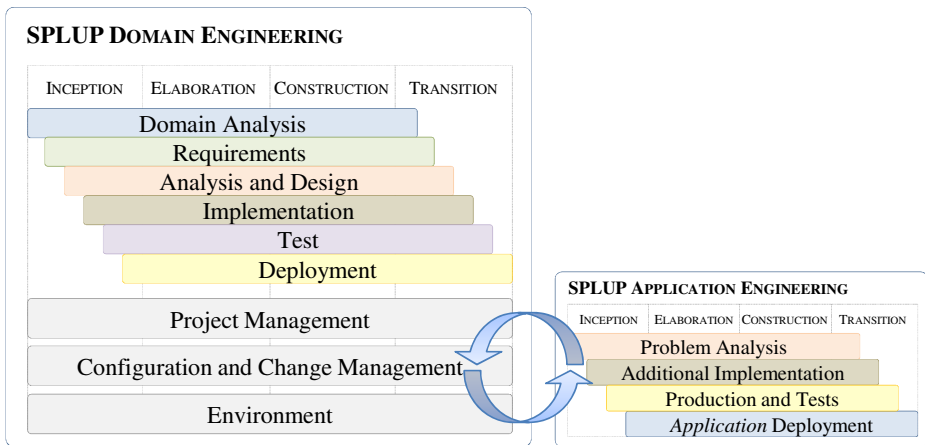 SPLUP DOMAIN ENGINEERING
INCEPTION ELABORATION CONSTRUCTION TRANSITION
Domain Analysis
Requirements
Analysis and Design
Implementation
Test
Deployment
Project Management
Configuration and Change Management
Environment
SPLUP APPLICATION ENGINEERING
INCEPTION ELABORATION CONSTRUCTION TRANSITION
Problem Analysis
Additional Implementation
Production and Tests
Application Deployment